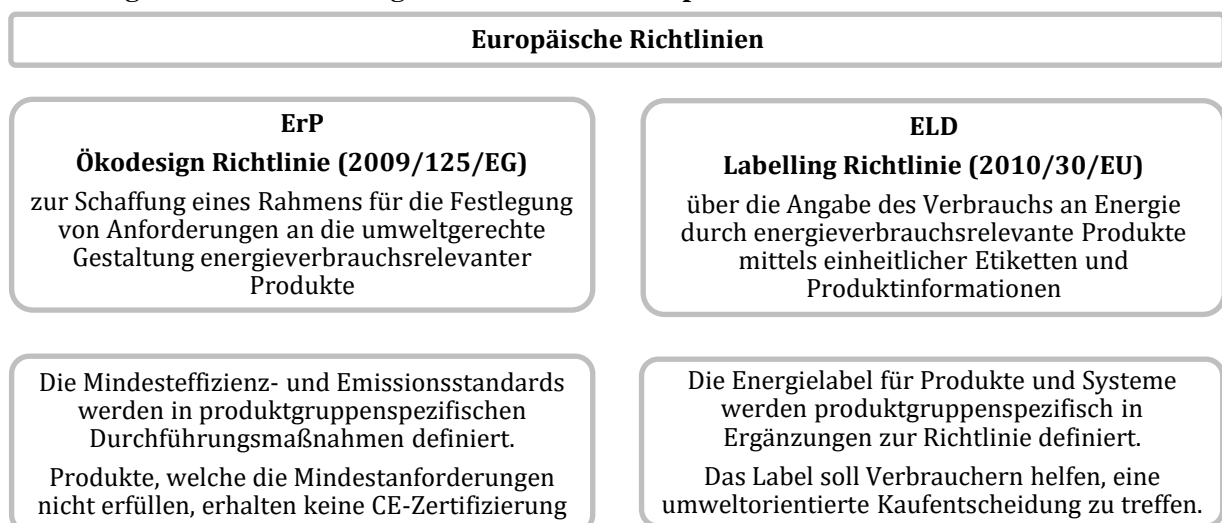 Europäische Richtlinien
ErP
Ökodesign Richtlinie (2009/125/EG)
zur Schaffung eines Rahmens für die Festlegung
von Anforderungen an die umweltgerechte
Gestaltung energieverbrauchsrelevanter
Produkte
ELD
Labelling Richtlinie (2010/30/EU)
über die Angabe des Verbrauchs an Energie
durch energieverbrauchsrelevante Produkte
mittels einheitlicher Etiketten und
Produktinformationen
Die Mindesteffizienz- und Emissionsstandards
werden in produktgruppenspezifischen
Durchführungsmaßnahmen definiert.
Produkte, welche die Mindestanforderungen
nicht erfüllen, erhalten keine CE-Zertifizierung
Die Energielabel für Produkte und Systeme
werden produktgruppenspezifisch in
Ergänzungen zur Richtlinie definiert.
Das Label soll Verbrauchern helfen, eine
umweltorientierte Kaufentscheidung zu treffen.